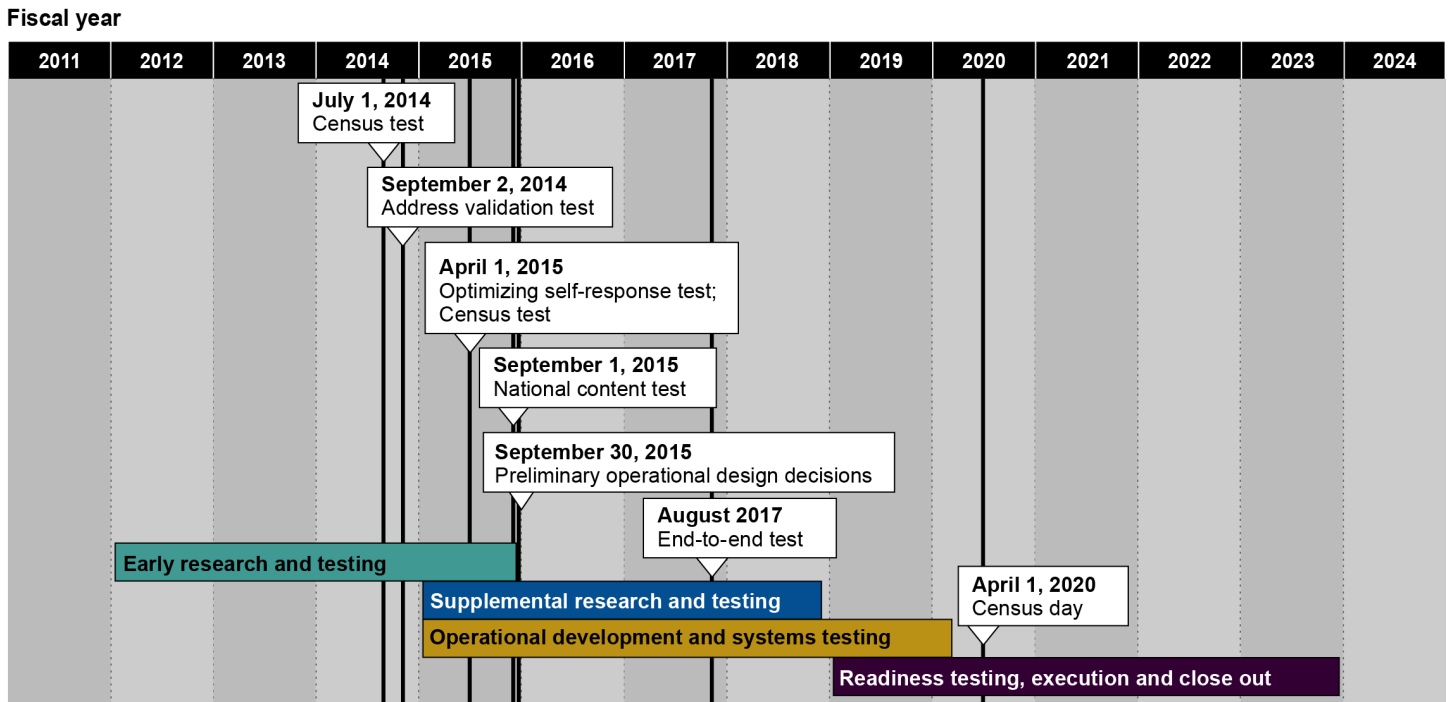 Fiscal year
2011 2012 2013 2014 2015 2016 2017 2018 2019 2020 2021 2022 2023 2024
July 1, 2014
Census test
September 2, 2014
Address validation test
April 1, 2015
Optimizing self-response test;
Census test
September 1, 2015
National content test
September 30, 2015
Preliminary operational design decisions
August 2017
End-to-end test
Early research and testing
April 1, 2020
Census day
Supplemental research and testing
Operational development and systems testing
Readiness testing, execution and close out